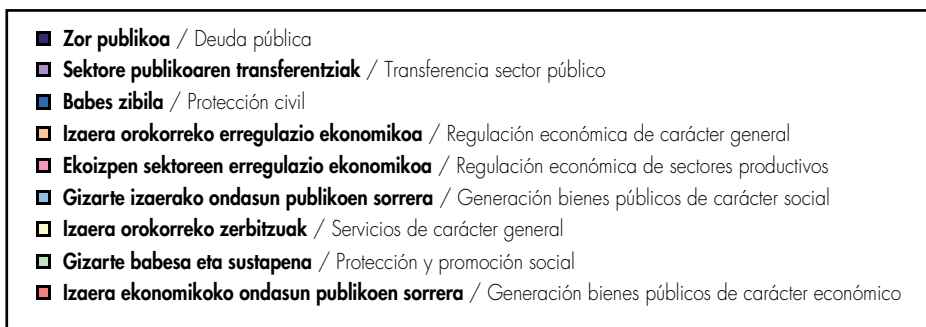 Zor publikoa / Deuda pública
Sektore publikoaren transferentziak / Transferencia sector público
Babes zibila / Protección civil
Izaera orokorreko erregulazio ekonomikoa / Regulación económica de carácter general
Ekoizpen sektoreen erregulazio ekonomikoa / Regulación económica de sectores productivos
Gizarte izaerako ondasun publikoen sorrera / Generación bienes públicos de carácter social
Izaera orokorreko zerbitzuak / Servicios de carácter general
Gizarte babesa eta sustapena / Protección y promoción social
Izaera ekonomikoko ondasun publikoen sorrera / Generación bienes públicos de carácter económico